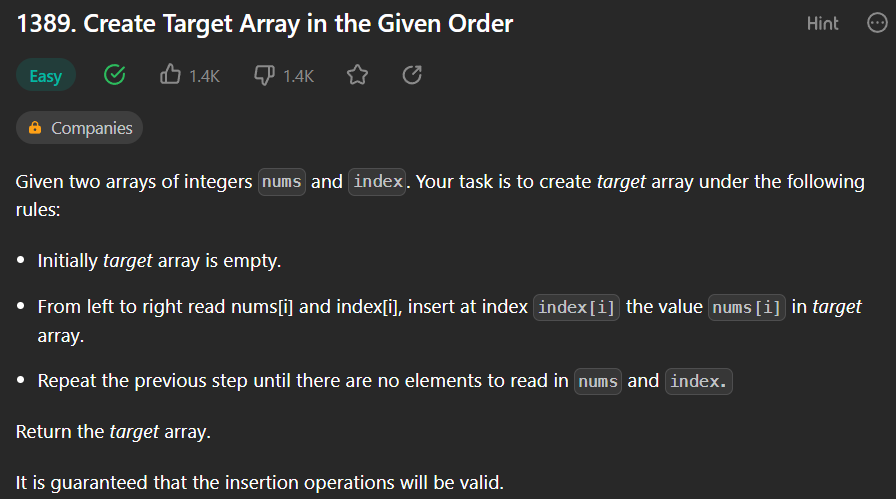 1389. Create Target Array in the Given Order
Hint
Easy
1.4K
1.4K
Companies
Given two arrays of integers nums and index. Your task is to create target array under the following
rules:
• Initially target array is empty.
• From left to right read nums[i] and index[i], insert at index index[i] the value nums[i] in target
array.
• Repeat the previous step until there are no elements to read in nums and index.
Return the target array.
It is guaranteed that the insertion operations will be valid.